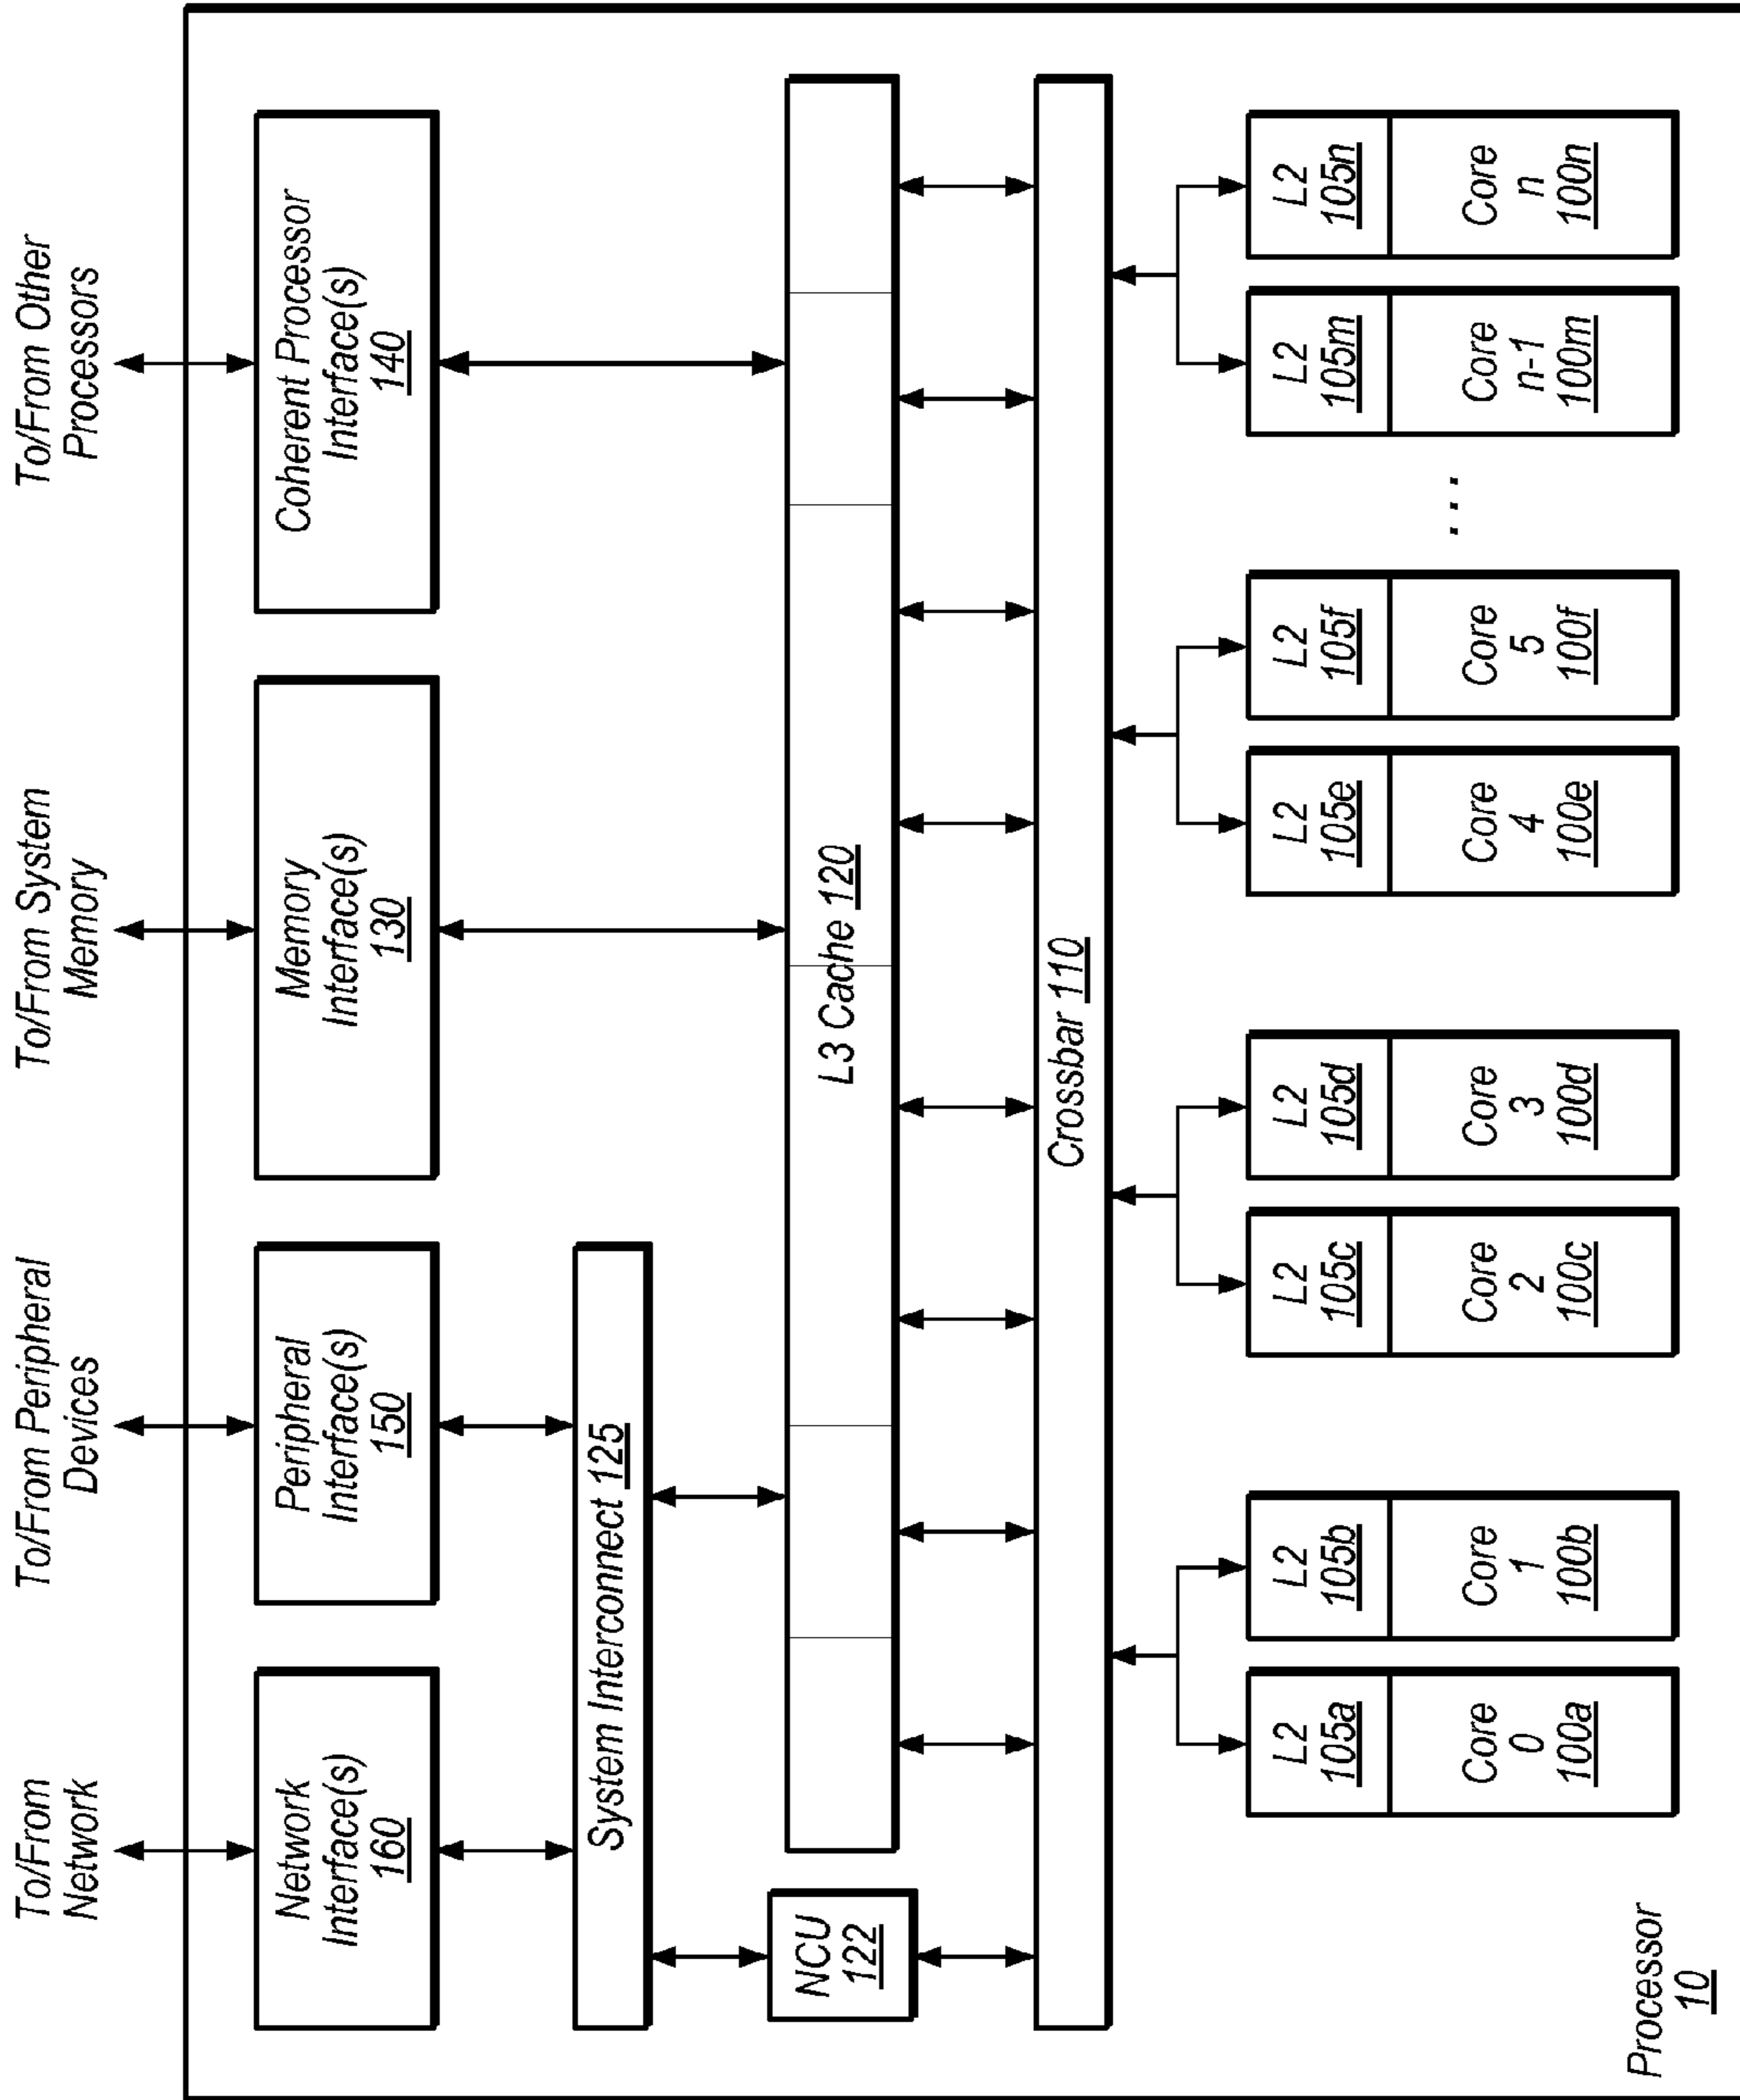 To/From
Network
To/From Peripheral
Devices
To/From System
Memory
To/From Other
Processors
Network
Interface(s)
160
Peripheral
Interface(s)
150
Memory
Interface(s)
130
Coherent Processor
Interface(s)
140
System Interconnect 125
NCU
122
L3 Cache 120
Crossbar 110
L2
105a
Core
0
100a
L2
105b
Core
1
100b
L2
105c
Core
2
100c
L2
105d
Core
3
100d
L2
105e
Core
4
100e
L2
105f
Core
5
100f
...
L2
105m
Core
n-1
100m
L2
105n
Core
n
100n
Processor
10